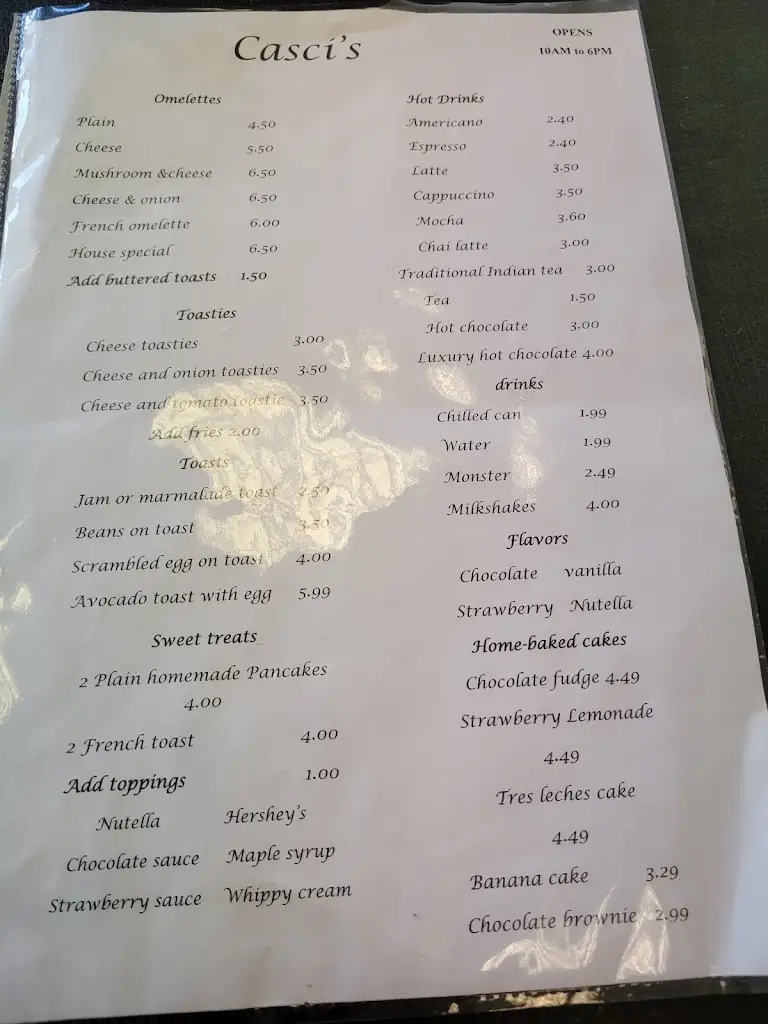 Casci's
OPENS
10AM to 6PM
Omelettes
Plain 4.50
Cheese 5.50
Mushroom &cheese 6.50
Cheese & onion 6.50
French omelette 6.00
House special 6.50
Add buttered toasts 1.50
Toasties
Cheese toasties 3.00
Cheese and onion toasties 3.50
Cheese and tomato toastie 3.50
Add fries 2.00
Toasts
Jam or marmalade toast 2.50
Beans on toast 3.50
Scrambled egg on toast 4.00
Avocado toast with egg 5.99
Sweet treats
2 Plain homemade Pancakes
4.00
2 French toast 4.00
Add toppings 1.00
Nutella Hershey's
Chocolate sauce Maple syrup
Strawberry sauce Whippy cream
Hot Drinks
Americano 2.40
Espresso 2.40
Latte 3.50
Cappuccino 3.50
Mocha 3.60
Chai latte 3.00
Traditional Indian tea 3.00
Tea 1.50
Hot chocolate 3.00
Luxury hot chocolate 4.00
drinks
Chilled can 1.99
Water 1.99
Monster 2.49
Milkshakes 4.00
Flavors
Chocolate vanilla
Strawberry Nutella
Home-baked cakes
Chocolate fudge 4.49
Strawberry Lemonade
4.49
Tres leches cake
4.49
Banana cake 3.29
Chocolate brownie 2.99